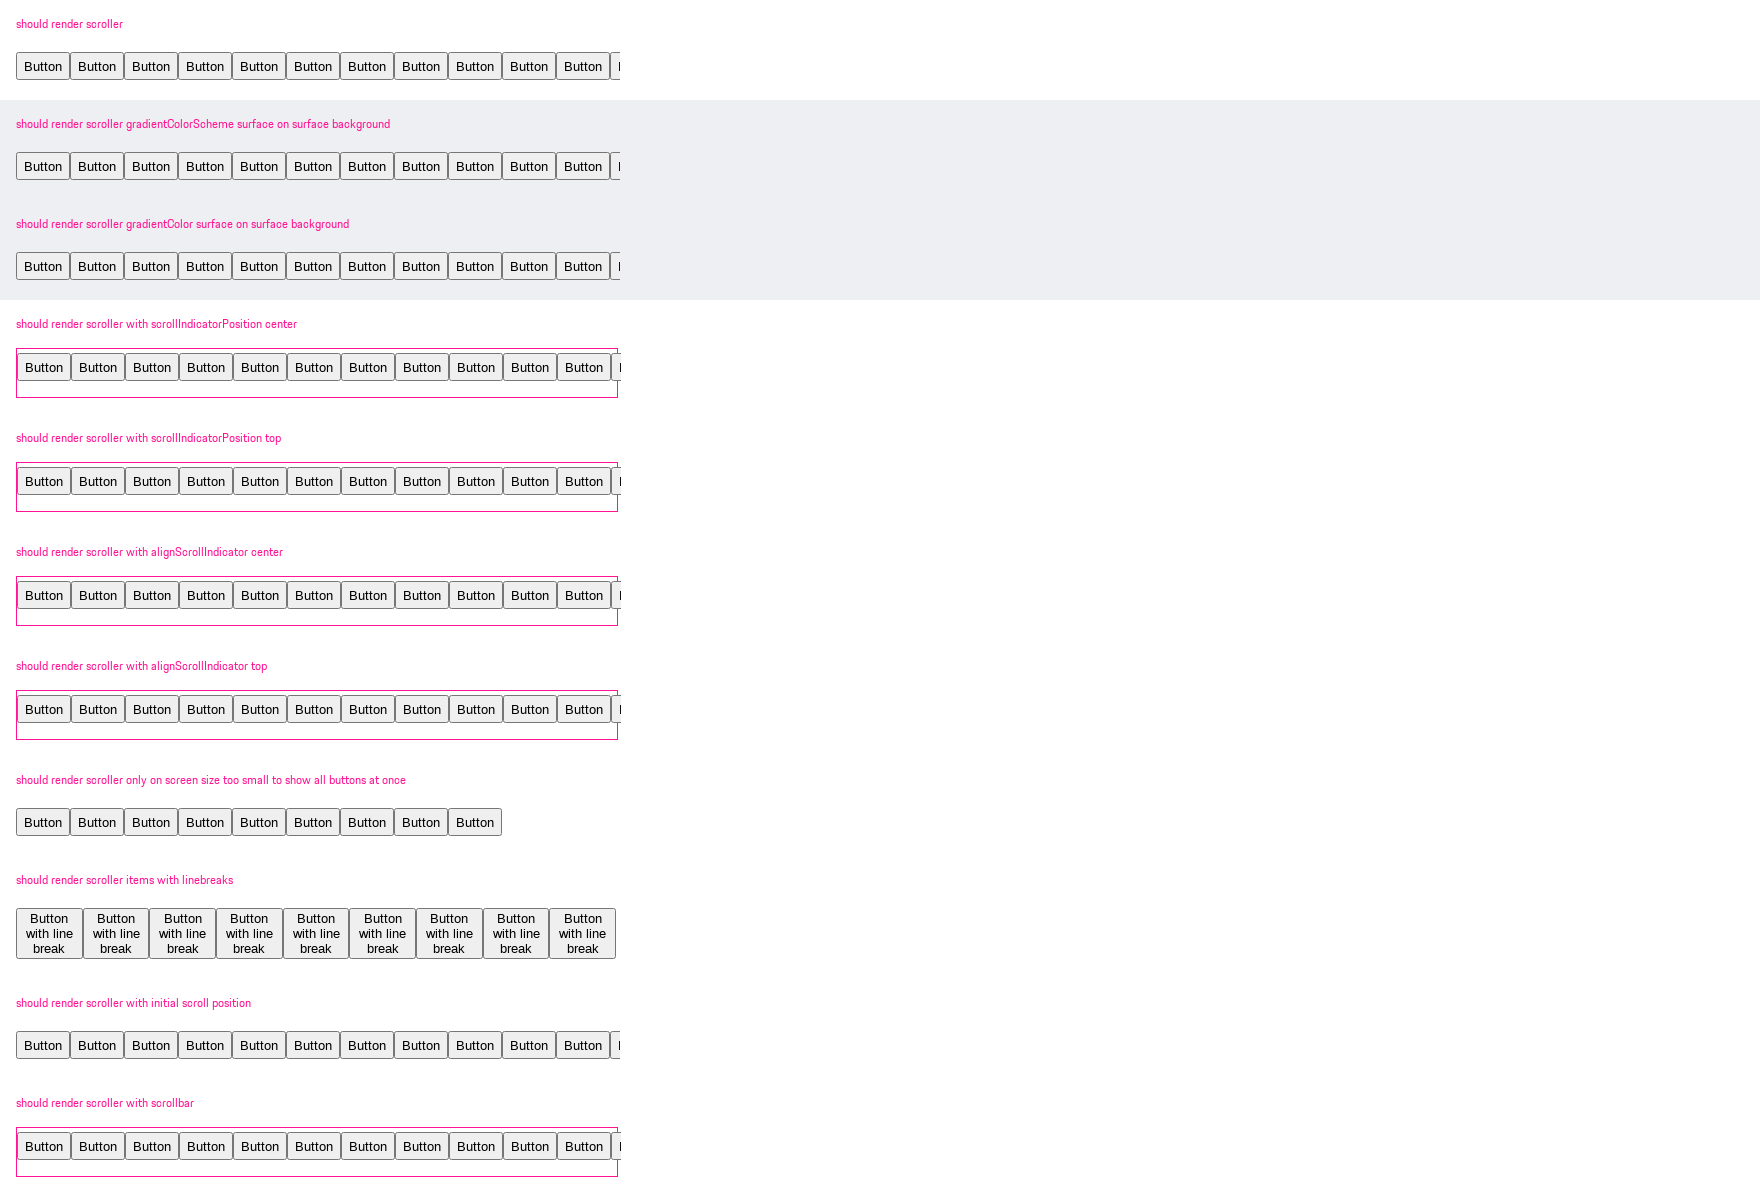 should render scroller
Button Button Button Button Button Button Button Button Button Button Button
should render scroller gradientColorScheme surface on surface background
Button Button Button Button Button Button Button Button Button Button Button
should render scroller gradientColor surface on surface background
Button Button Button Button Button Button Button Button Button Button Button
should render scroller with scrollIndicatorPosition center
Button Button Button Button Button Button Button Button Button Button Button
should render scroller with scrollIndicatorPosition top
Button Button Button Button Button Button Button Button Button Button Button
should render scroller with alignScrollIndicator center
Button Button Button Button Button Button Button Button Button Button Button
should render scroller with alignScrollIndicator top
Button Button Button Button Button Button Button Button Button Button Button
should render scroller only on screen size too small to show all buttons at once
Button Button Button Button Button Button Button Button Button
should render scroller items with linebreaks
Button Button Button Button Button Button Button Button Button
with line with line with line with line with line with line with line with line with line
break break break break break break break break break
should render scroller with initial scroll position
Button Button Button Button Button Button Button Button Button Button Button
should render scroller with scrollbar
Button Button Button Button Button Button Button Button Button Button Button